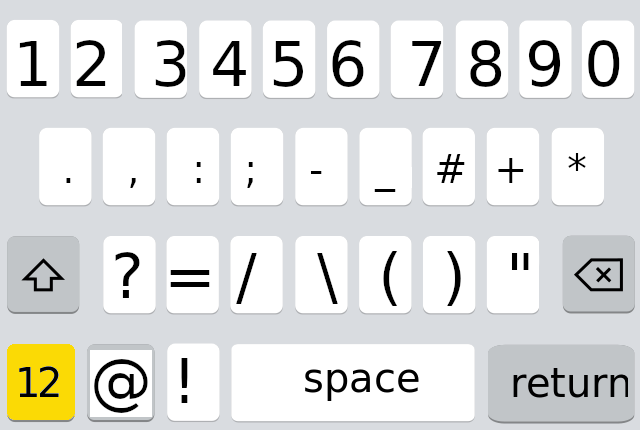 1 2 3 4 5 6 7 8 9 0
. , : ; - _ # + *
? = / \ ( ) "
12 @ ! space return